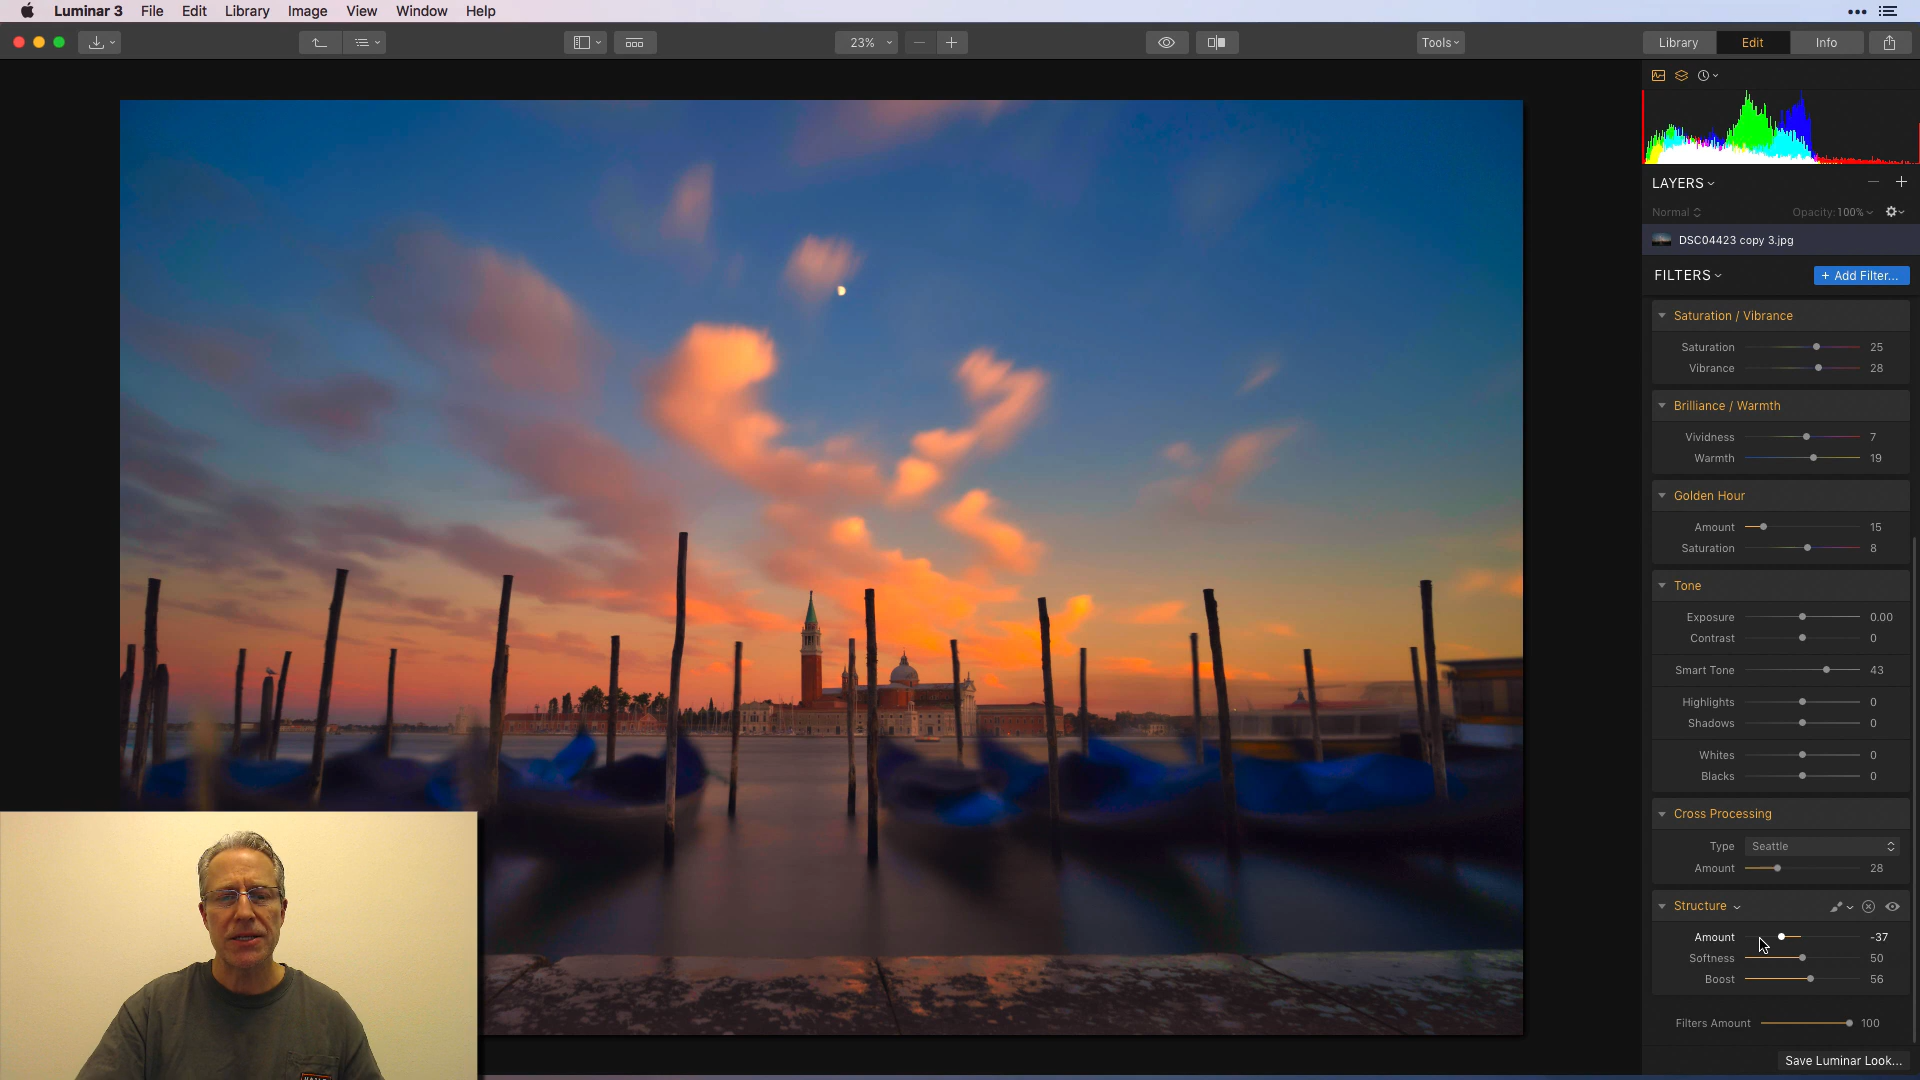 Luminar 3 File Edit Library Image View Window Help
23% Tools Library Edit Info
LAYERS
Normal Opacity: 100%
DSC04423 copy 3.jpg
FILTERS + Add Filter...
Saturation / Vibrance
Saturation 25
Vibrance 28
Brilliance / Warmth
Vividness 7
Warmth 19
Golden Hour
Amount 15
Saturation 8
Tone
Exposure 0.00
Contrast 0
Smart Tone 43
Highlights 0
Shadows 0
Whites 0
Blacks 0
Cross Processing
Type Seattle
Amount 28
Structure
Amount -37
Softness 50
Boost 56
Filters Amount 100
Save Luminar Look...